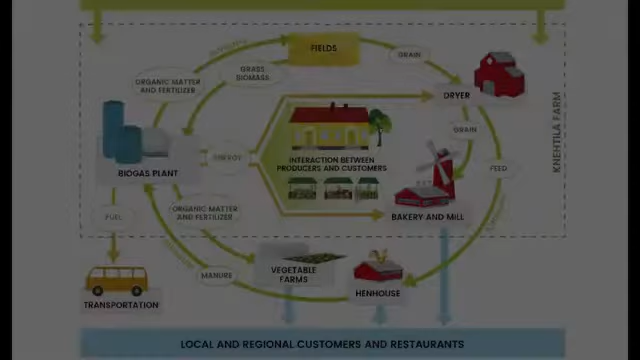 FIELDS
GRAIN
GRASS
BIOMASS
ORGANIC MATTER
AND FERTILIZER
DRYER
KNEHTILA FARM
GRAIN
INTERACTION BETWEEN
PRODUCERS AND CUSTOMERS
ENERGY
BIOGAS PLANT
FEED
FUEL
ORGANIC MATTER
AND FERTILIZER
BAKERY AND MILL
MANURE
VEGETABLE
FARMS
HENHOUSE
TRANSPORTATION
LOCAL AND REGIONAL CUSTOMERS AND RESTAURANTS